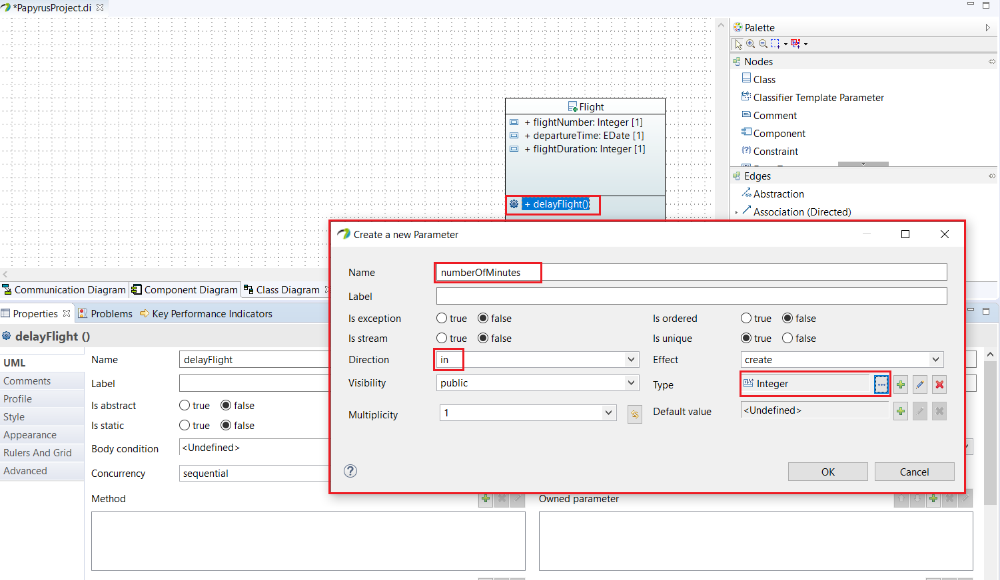 *PapyrusProject.di
Palette
Nodes
Class
Classifier Template Parameter
Comment
Component
Constraint
Edges
Abstraction
Association (Directed)
Flight
+ flightNumber: Integer [1]
+ departureTime: EDate [1]
+ flightDuration: Integer [1]
+ delayFlight()
Create a new Parameter
Name numberOfMinutes
Label
Is exception true false Is ordered true false
Is stream true false Is unique true false
Direction in Effect create
Visibility public Type Integer ...
Multiplicity 1 Default value <Undefined>
? OK Cancel
Communication Diagram Component Diagram Class Diagram
Properties Problems Key Performance Indicators
delayFlight ()
UML
Comments
Profile
Style
Appearance
Rulers And Grid
Advanced
Name delayFlight
Label
Is abstract true false
Is static true false
Body condition <Undefined>
Concurrency sequential
Method Owned parameter